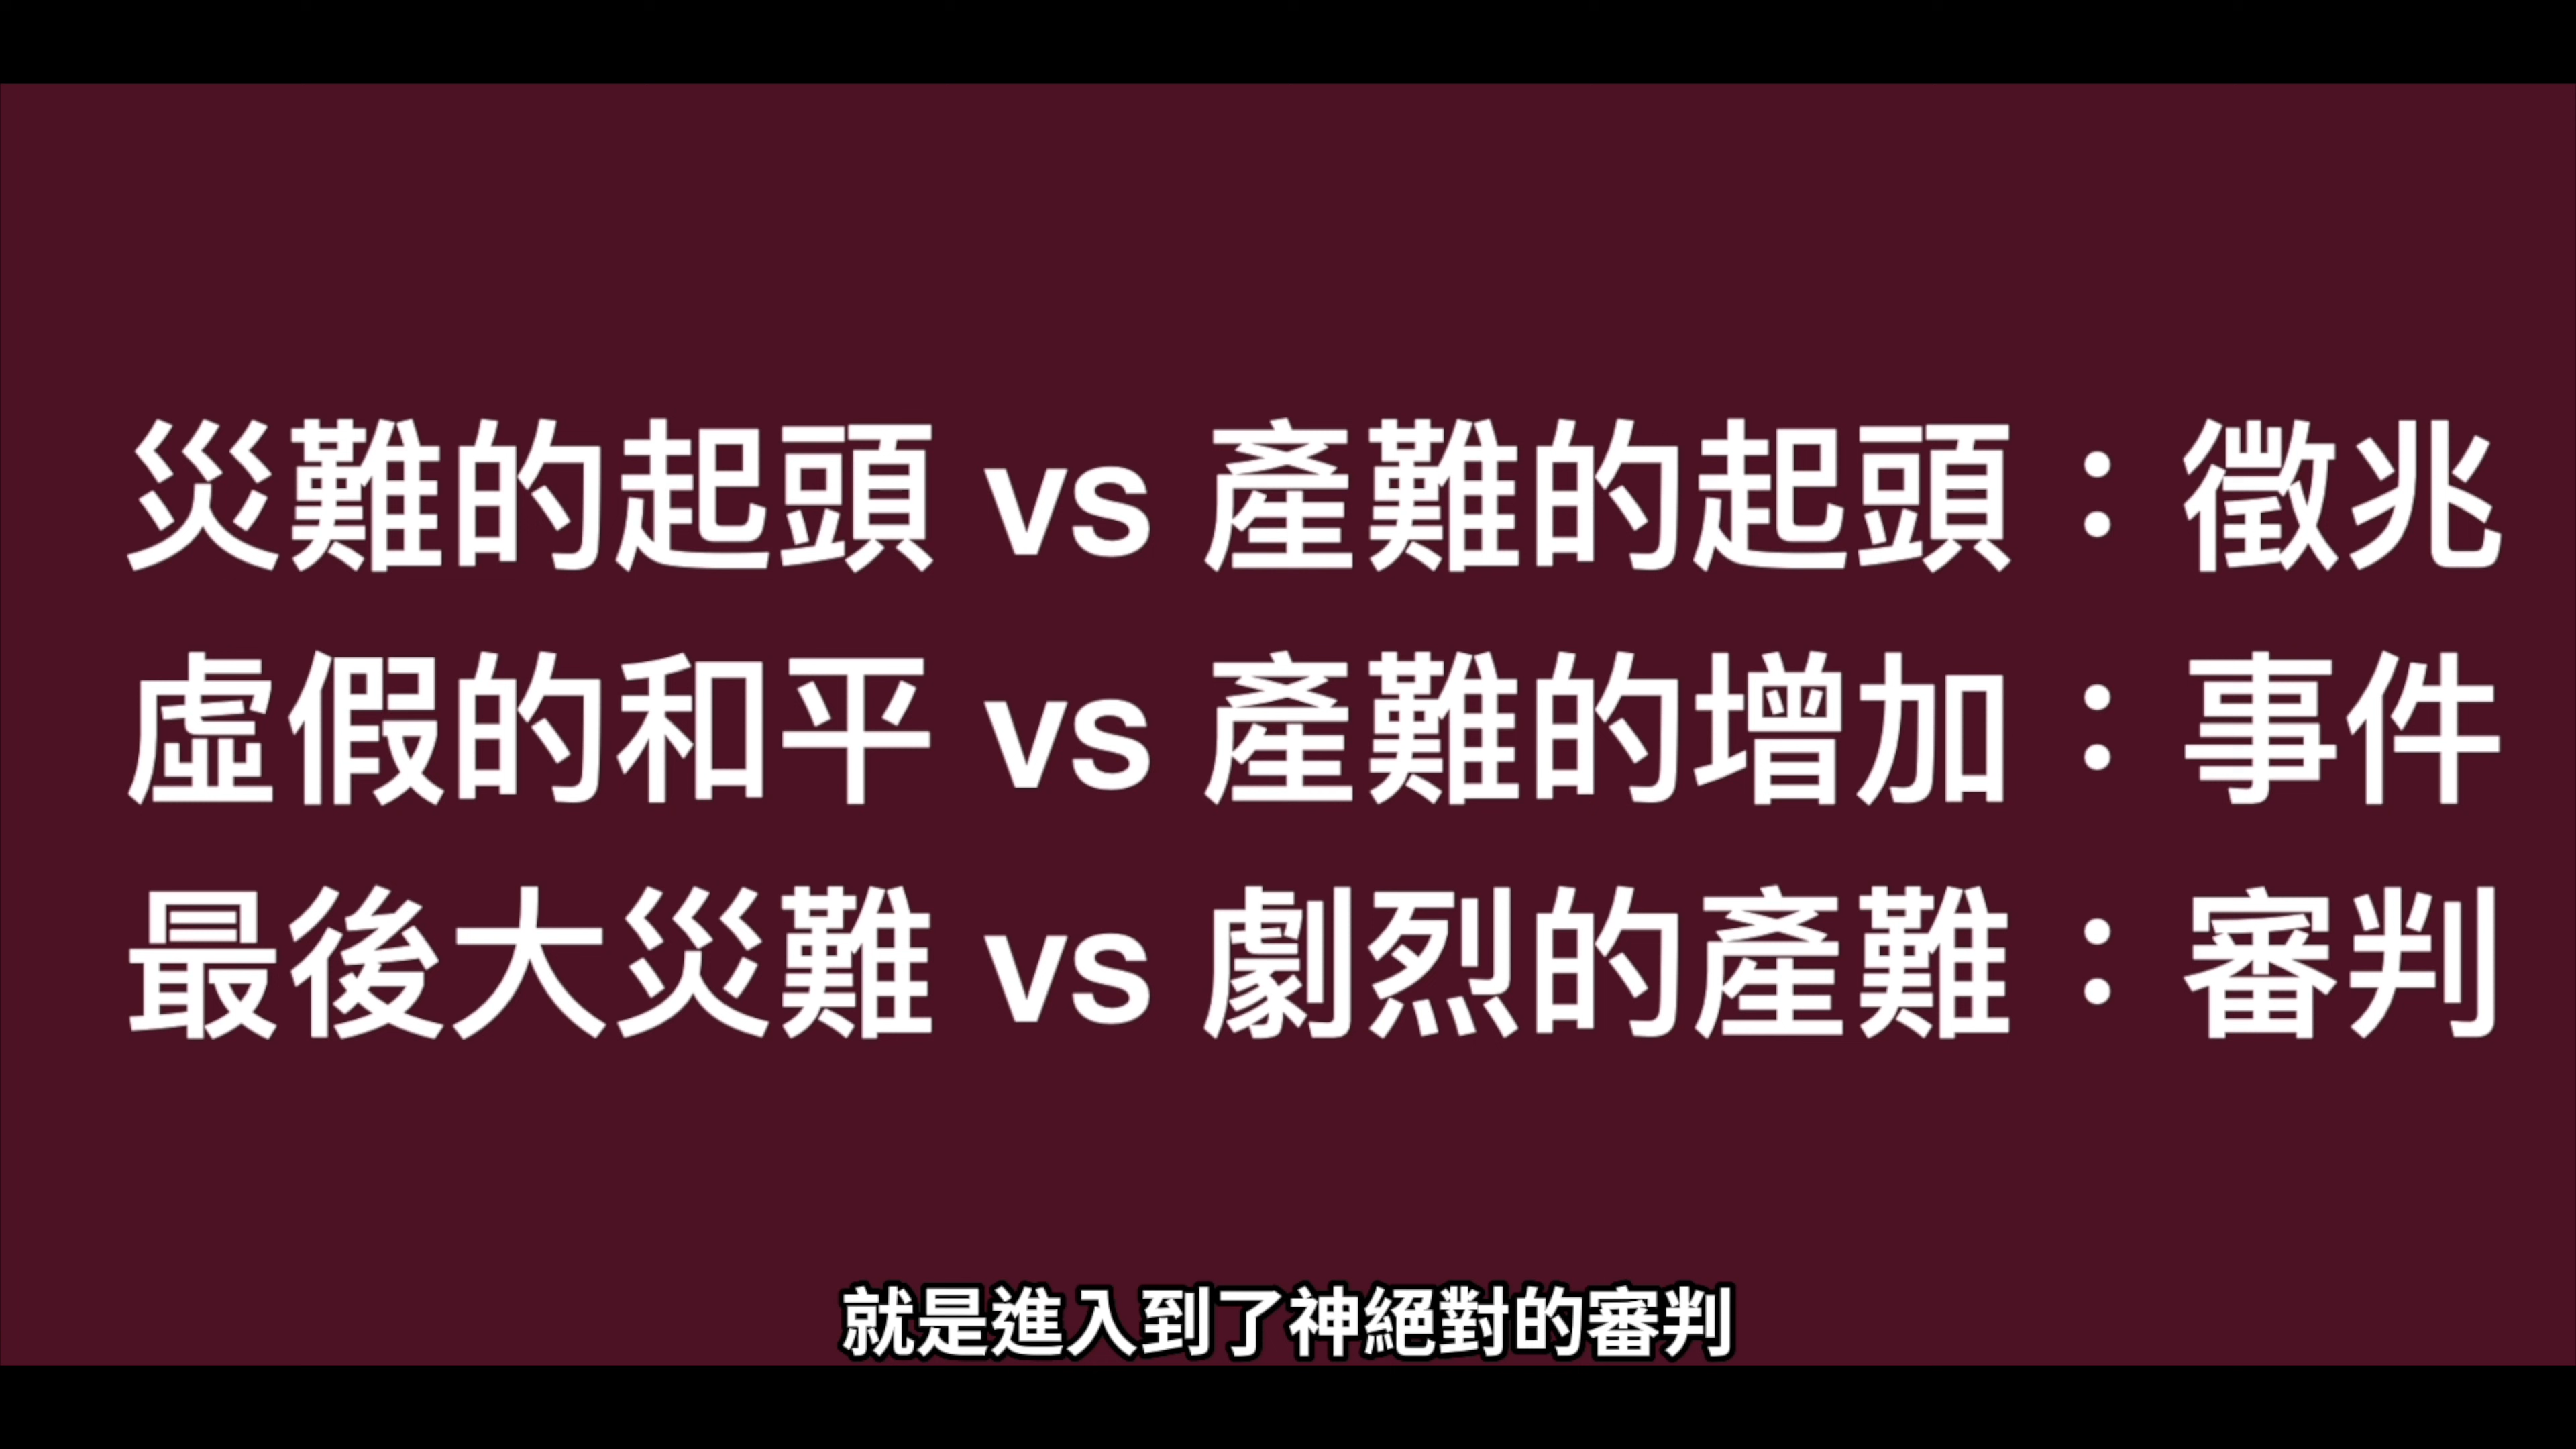 災難的起頭 vs 產難的起頭：徵兆
虛假的和平 vs 產難的增加：事件
最後大災難 vs 劇烈的產難：審判
就是進入到了神絕對的審判